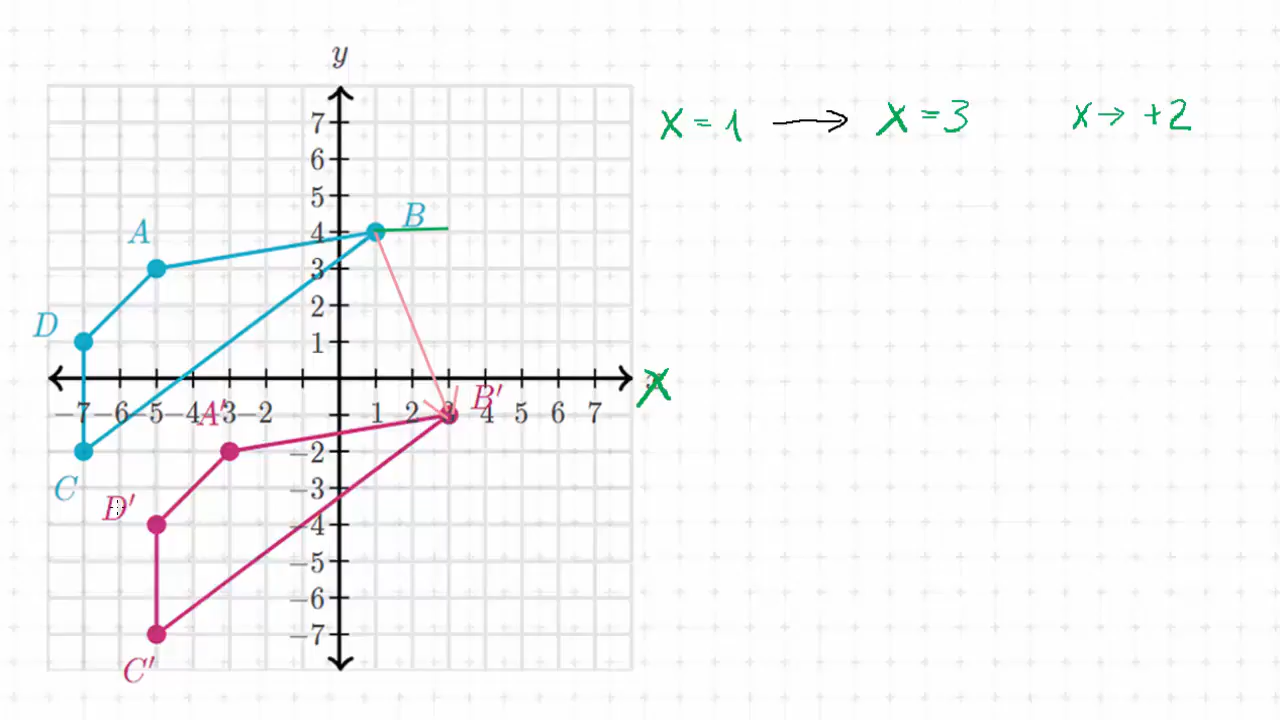 y
x = 1 → x = 3 x → +2
7
6
5
B
4
A
3
2
D
1
x
-7 -6 -5 -4 -3 -2 1 2 3 4 5 6 7
A' B'
-2
C
-3
D'
-4
-5
-6
-7
C'